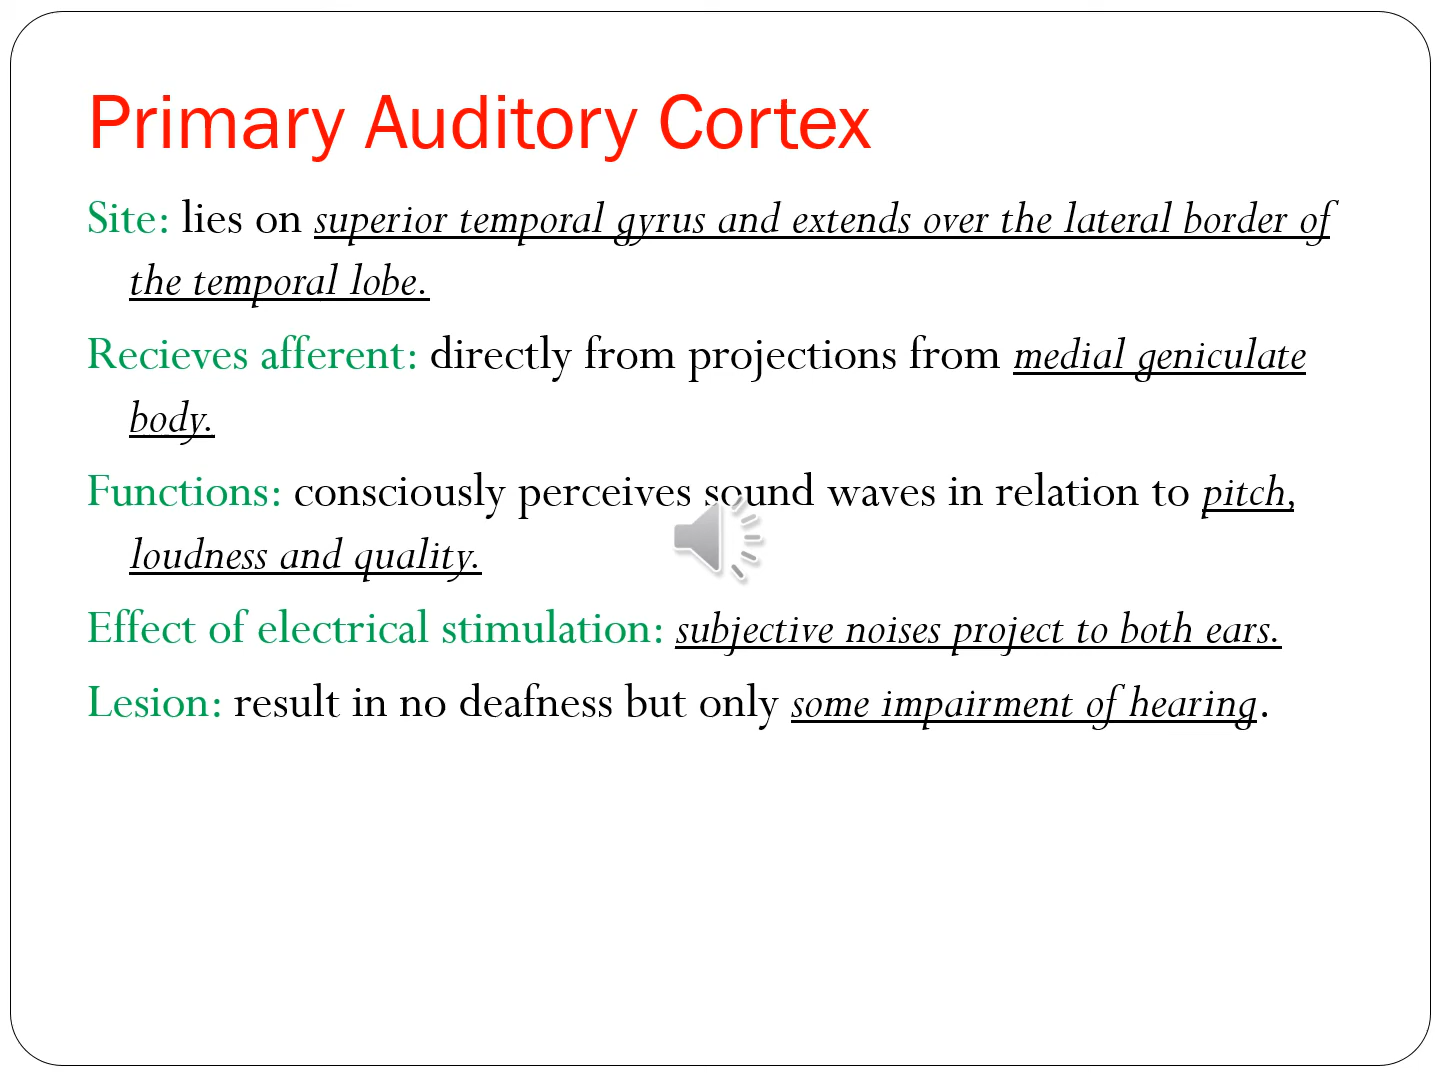 Primary Auditory Cortex
Site: lies on superior temporal gyrus and extends over the lateral border of
the temporal lobe.
Recieves afferent: directly from projections from medial geniculate
body.
Functions: consciously perceives sound waves in relation to pitch,
loudness and quality.
Effect of electrical stimulation: subjective noises project to both ears.
Lesion: result in no deafness but only some impairment of hearing.